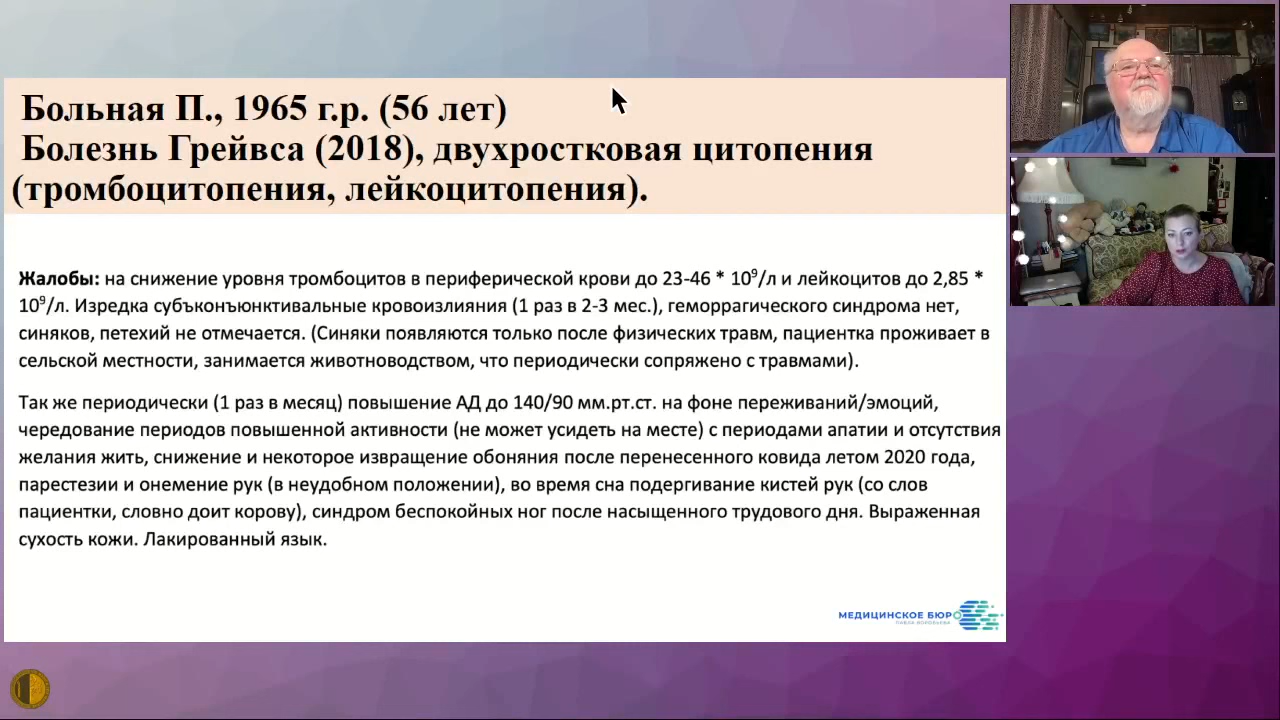 Больная П., 1965 г.р. (56 лет)
Болезнь Грейвса (2018), двухростковая цитопения
(тромбоцитопения, лейкоцитопения).
Жалобы: на снижение уровня тромбоцитов в периферической крови до 23-46 * 10⁹/л и лейкоцитов до 2,85 *
10⁹/л. Изредка субъконъюнктивальные кровоизлияния (1 раз в 2-3 мес.), геморрагического синдрома нет,
синяков, петехий не отмечается. (Синяки появляются только после физических травм, пациентка проживает в
сельской местности, занимается животноводством, что периодически сопряжено с травмами).
Так же периодически (1 раз в месяц) повышение АД до 140/90 мм.рт.ст. на фоне переживаний/эмоций,
чередование периодов повышенной активности (не может усидеть на месте) с периодами апатии и отсутствия
желания жить, снижение и некоторое извращение обоняния после перенесенного ковида летом 2020 года,
парестезии и онемение рук (в неудобном положении), во время сна подергивание кистей рук (со слов
пациентки, словно доит корову), синдром беспокойных ног после насыщенного трудового дня. Выраженная
сухость кожи. Лакированный язык.
МЕДИЦИНСКОЕ БЮРО
ПАВЛА ВОРОБЬЕВА